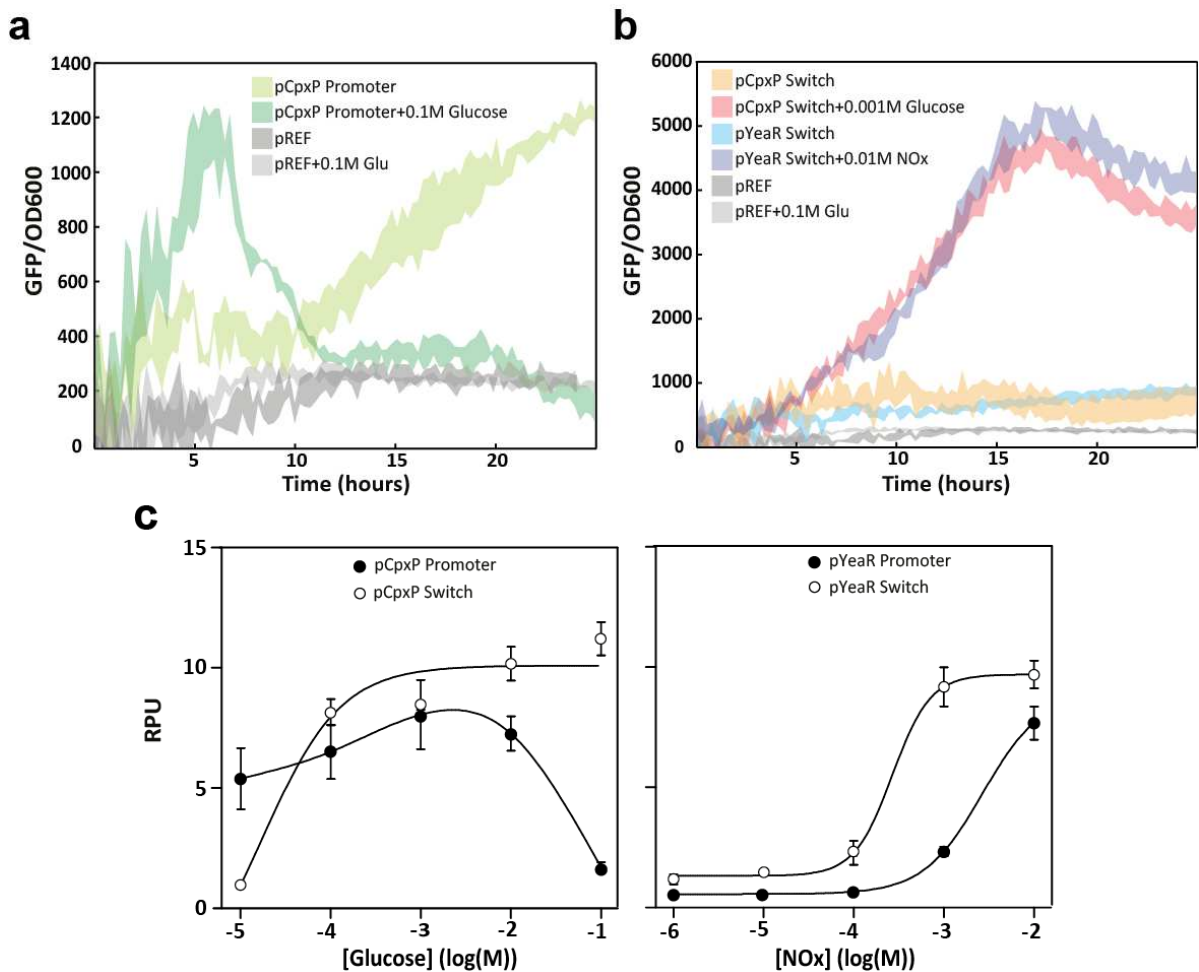 a
GFP/OD600
1400
1200
1000
800
600
400
200
0
pCpxP Promoter
pCpxP Promoter+0.1M Glucose
pREF
pREF+0.1M Glu
5
10
15
20
Time (hours)
b
GFP/OD600
6000
5000
4000
3000
2000
1000
0
pCpxP Switch
pCpxP Switch+0.001M Glucose
pYeaR Switch
pYeaR Switch+0.01M NOx
pREF
pREF+0.1M Glu
5
10
15
20
Time (hours)
c
RPU
15
10
5
0
pCpxP Promoter
pCpxP Switch
-5
-4
-3
-2
-1
[Glucose] (log(M))
pYeaR Promoter
pYeaR Switch
-6
-5
-4
-3
-2
[NOx] (log(M))